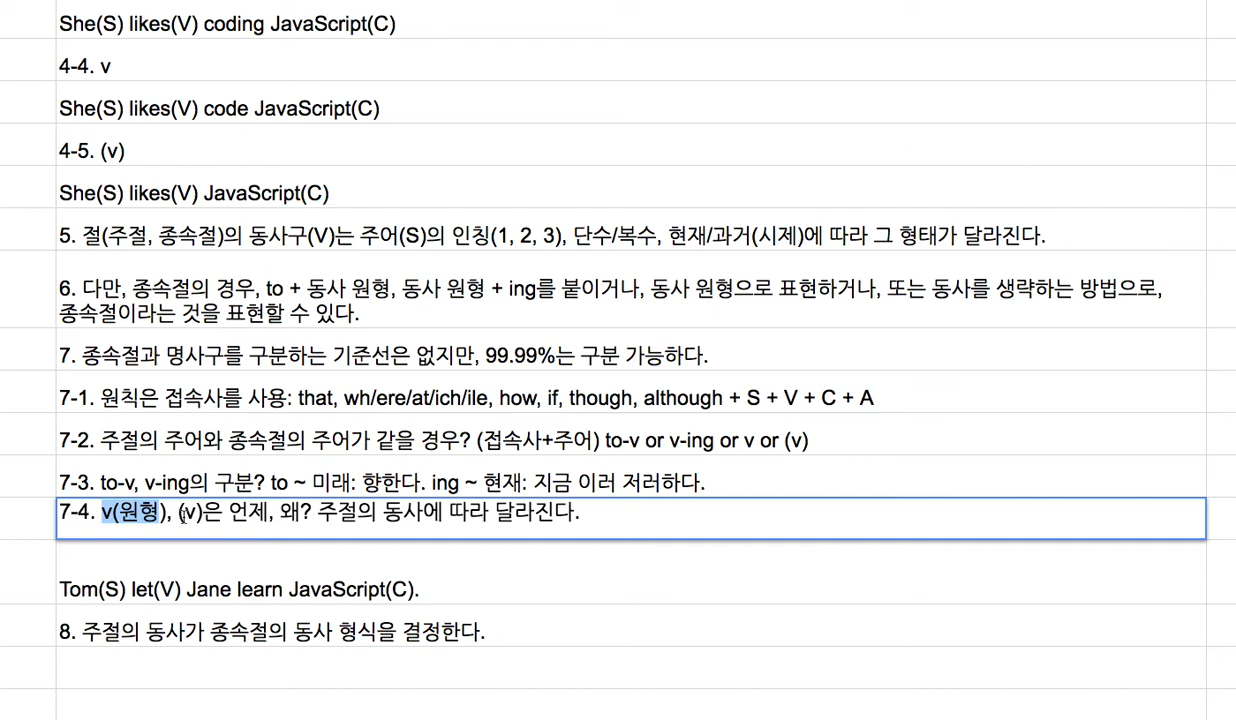 She(S) likes(V) coding JavaScript(C)
4-4. v
She(S) likes(V) code JavaScript(C)
4-5. (v)
She(S) likes(V) JavaScript(C)
5. 절(주절, 종속절)의 동사구(V)는 주어(S)의 인칭(1, 2, 3), 단수/복수, 현재/과거(시제)에 따라 그 형태가 달라진다.
6. 다만, 종속절의 경우, to + 동사 원형, 동사 원형 + ing를 붙이거나, 동사 원형으로 표현하거나, 또는 동사를 생략하는 방법으로,
종속절이라는 것을 표현할 수 있다.
7. 종속절과 명사구를 구분하는 기준선은 없지만, 99.99%는 구분 가능하다.
7-1. 원칙은 접속사를 사용: that, wh/ere/at/ich/ile, how, if, though, although + S + V + C + A
7-2. 주절의 주어와 종속절의 주어가 같을 경우? (접속사+주어) to-v or v-ing or v or (v)
7-3. to-v, v-ing의 구분? to ~ 미래: 향한다. ing ~ 현재: 지금 이러 저러하다.
7-4. v(원형), (v)은 언제, 왜? 주절의 동사에 따라 달라진다.
Tom(S) let(V) Jane learn JavaScript(C).
8. 주절의 동사가 종속절의 동사 형식을 결정한다.